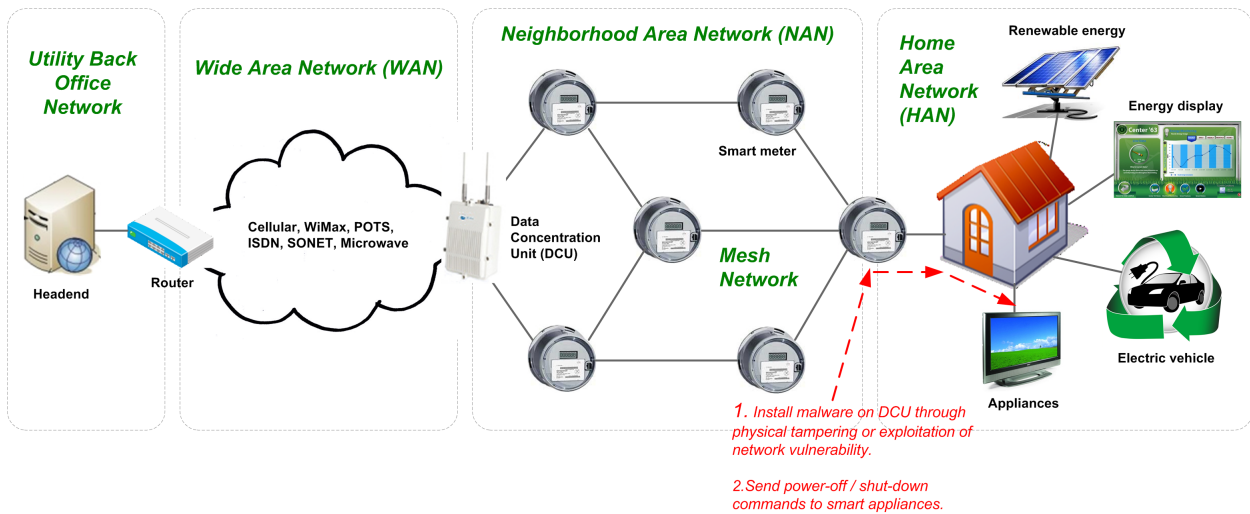 Utility Back
Office
Network
Wide Area Network (WAN)
Neighborhood Area Network (NAN)
Home
Area
Network
(HAN)
Renewable energy
Energy display
Center '63
Smart meter
Cellular, WiMax, POTS,
ISDN, SONET, Microwave
Data
Concentration
Unit (DCU)
Mesh
Network
Headend
Router
Electric vehicle
Appliances
1. Install malware on DCU through
physical tampering or exploitation of
network vulnerability.
2.Send power-off / shut-down
commands to smart appliances.